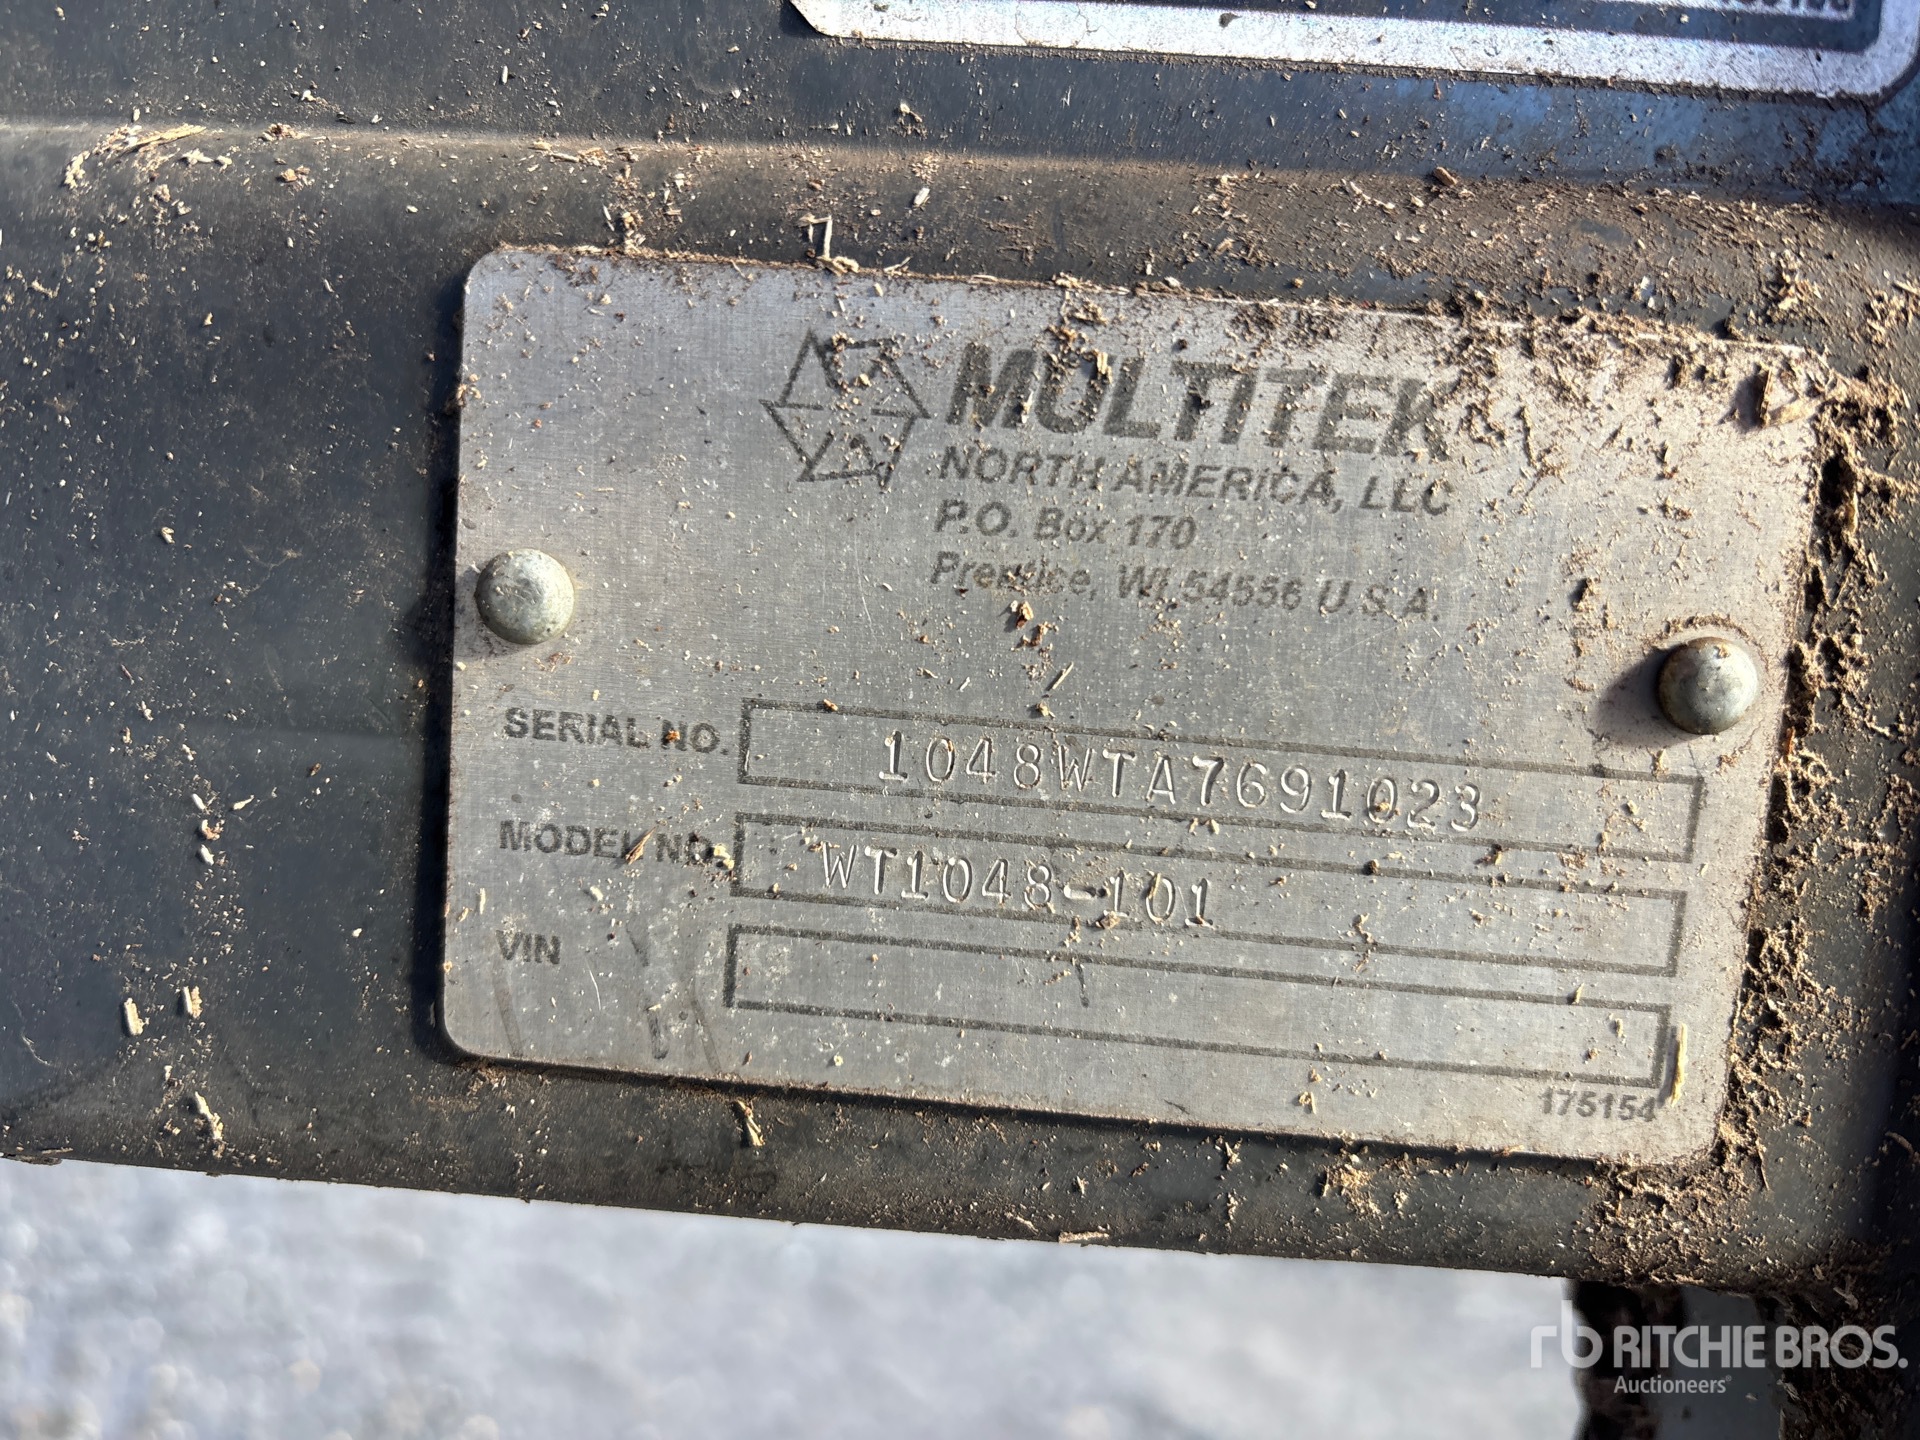 MULTITEK
NORTH AMERICA, LLC
P.O. Box 170
Prentice, WI 54556 U.S.A.
SERIAL NO. 1048WTA7691023
MODEL NO. WT1048-101
VIN
175154
rb RITCHIE BROS.
Auctioneers®